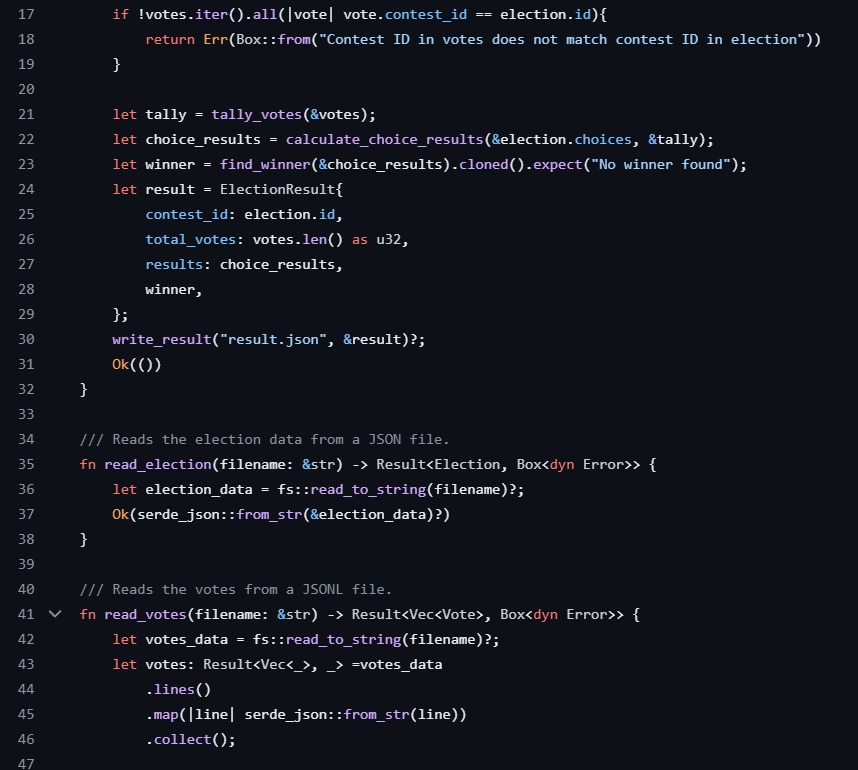 17 if !votes.iter().all(|vote| vote.contest_id == election.id){
18 return Err(Box::from("Contest ID in votes does not match contest ID in election"))
19 }
20
21 let tally = tally_votes(&votes);
22 let choice_results = calculate_choice_results(&election.choices, &tally);
23 let winner = find_winner(&choice_results).cloned().expect("No winner found");
24 let result = ElectionResult{
25 contest_id: election.id,
26 total_votes: votes.len() as u32,
27 results: choice_results,
28 winner,
29 };
30 write_result("result.json", &result)?;
31 Ok(())
32 }
33
34 /// Reads the election data from a JSON file.
35 fn read_election(filename: &str) -> Result<Election, Box<dyn Error>> {
36 let election_data = fs::read_to_string(filename)?;
37 Ok(serde_json::from_str(&election_data)?)
38 }
39
40 /// Reads the votes from a JSONL file.
41 fn read_votes(filename: &str) -> Result<Vec<Vote>, Box<dyn Error>> {
42 let votes_data = fs::read_to_string(filename)?;
43 let votes: Result<Vec<_>, _> =votes_data
44 .lines()
45 .map(|line| serde_json::from_str(line))
46 .collect();
47